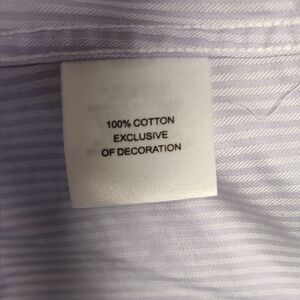 100% COTTON
EXCLUSIVE
OF DECORATION